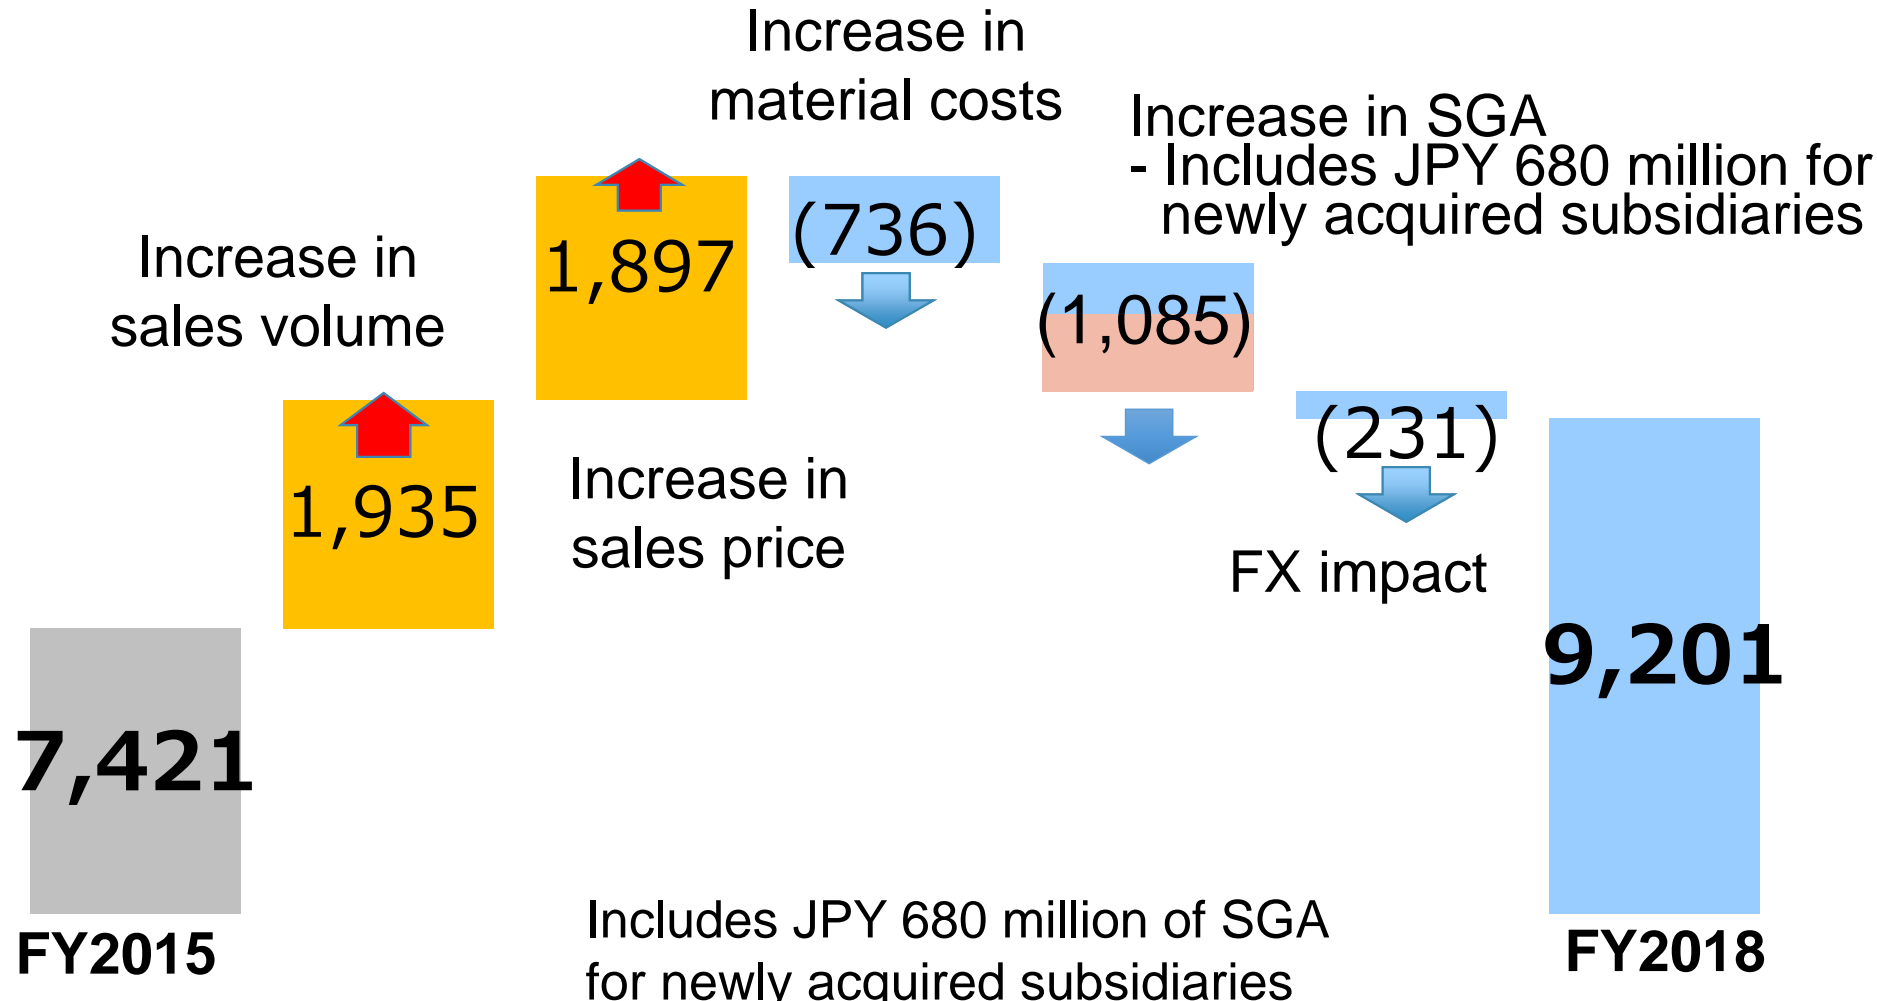 Increase in
material costs
Increase in SGA
- Includes JPY 680 million for
newly acquired subsidiaries
(736)
1,897
Increase in
sales volume
(1,085)
(231)
1,935
Increase in
sales price
FX impact
9,201
7,421
Includes JPY 680 million of SGA
for newly acquired subsidiaries
FY2015
FY2018